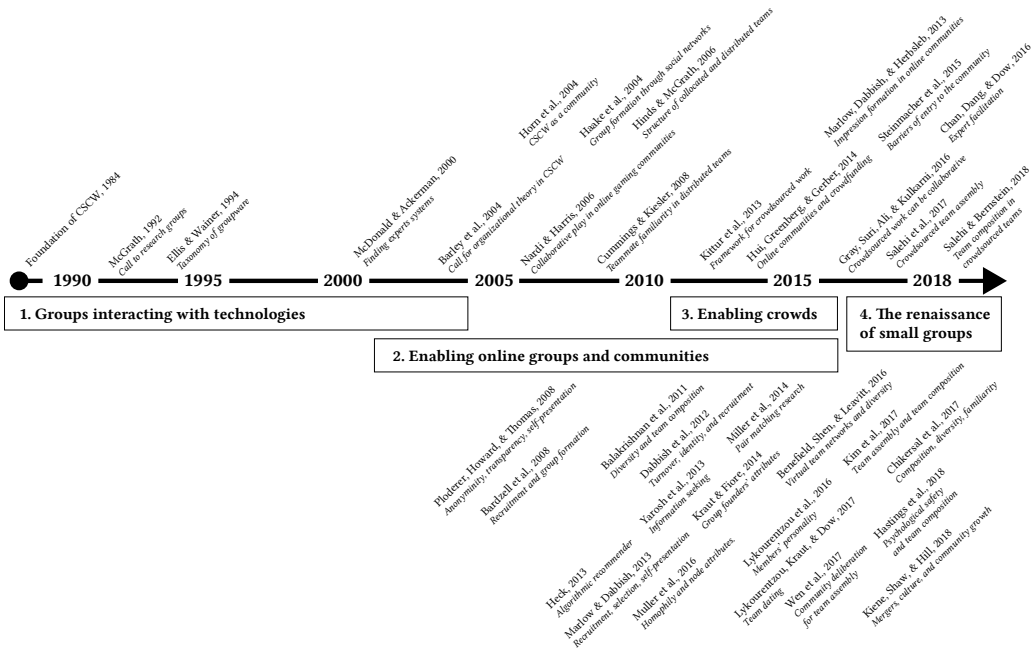 Foundation of CSCW, 1984
McGrath, 1992
Call to research groups
Ellis & Wainer, 1994
Taxonomy of groupware
McDonald & Ackerman, 2000
Finding experts systems
Barley et al., 2004
Call for organizational theory in CSCW
Horn et al., 2004
CSCW as a community
Haake et al., 2004
Group formation through social networks
Hinds & McGrath, 2006
Structure of collocated and distributed teams
Nardi & Harris, 2006
Collaborative play in online gaming communities
Cummings & Kiesler, 2008
Teammate familiarity in distributed teams
Kittur et al., 2013
Framework for crowdsourced work
Hui, Greenberg, & Gerber, 2014
Online communities and crowdfunding
Marlow, Dabbish, & Herbsleb, 2013
Impression formation in online communities
Steinmacher et al., 2015
Barriers of entry to the community
Chan, Dang, & Dow, 2016
Expert facilitation
Gray, Suri, Ali, & Kulkarni, 2016
Crowdsourced work can be collaborative
Salehi et al., 2017
Crowdsourced team assembly
Salehi & Bernstein, 2018
Team composition in
crowdsourced teams
1990
1995
2000
2005
2010
2015
2018
1. Groups interacting with technologies
2. Enabling online groups and communities
3. Enabling crowds
4. The renaissance
of small groups
Ploderer, Howard, & Thomas, 2008
Anonyminity, transparency, self-presentation
Bardzell et al., 2008
Recruitment and group formation
Balakrishnan et al., 2011
Diversity and team composition
Dabbish et al., 2012
Turnover, identity, and recruitment
Miller et al., 2014
Pair matching research
Yarosh et al., 2013
Information seeking
Kraut & Fiore, 2014
Group founders' attributes
Heck, 2013
Algorithmic recommender
Marlow & Dabbish, 2013
Recruitment, selection, self-presentation
Muller et al., 2016
Homophily and node attributes.
Benefield, Shen, & Leavitt, 2016
Virtual team networks and diversity
Kim et al., 2017
Team assembly and team composition
Chikersal et al., 2017
Composition, diversity, familiarity
Lykourentzou et al., 2016
Members' personality
Lykourentzou, Kraut, & Dow, 2017
Team dating
Wen et al., 2017
Community deliberation
for team assembly
Hastings et al., 2018
Psychological safety
and team composition
Kiene, Shaw, & Hill, 2018
Mergers, culture, and community growth